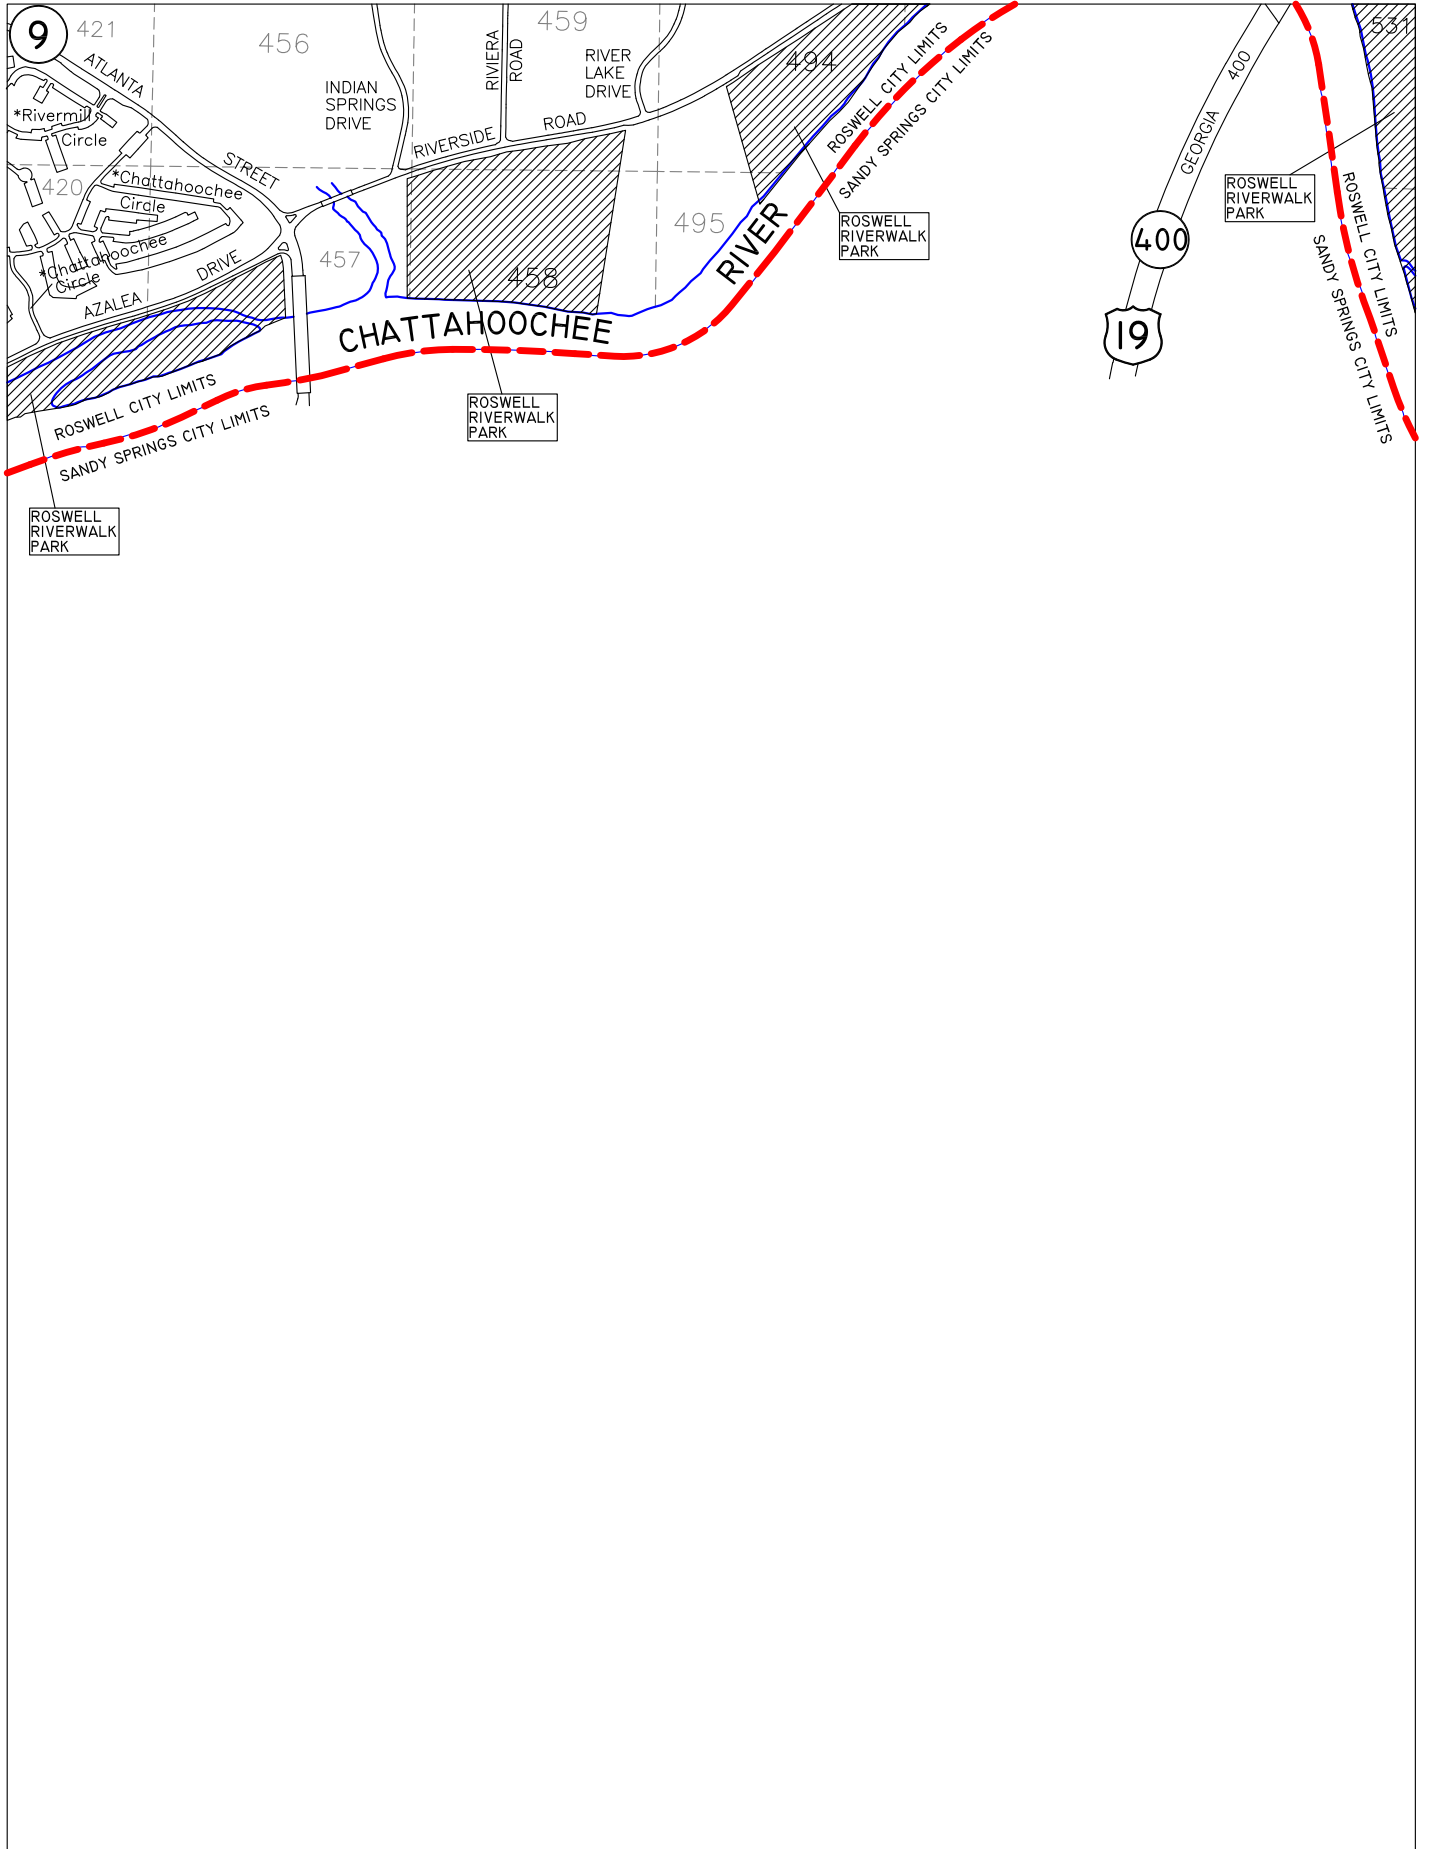 9
421
456
459
494
531
ATLANTA
STREET
INDIAN
SPRINGS
DRIVE
RIVIERA
ROAD
RIVER
LAKE
DRIVE
RIVERSIDE
ROAD
*Rivermill
Circle
420
*Chattahoochee
Circle
*Chattahoochee
Circle
AZALEA
DRIVE
457
458
495
CHATTAHOOCHEE
RIVER
ROSWELL CITY LIMITS
SANDY SPRINGS CITY LIMITS
ROSWELL CITY LIMITS
SANDY SPRINGS CITY LIMITS
ROSWELL
RIVERWALK
PARK
ROSWELL
RIVERWALK
PARK
ROSWELL
RIVERWALK
PARK
GEORGIA
400
400
19
ROSWELL
RIVERWALK
PARK
ROSWELL CITY LIMITS
SANDY SPRINGS CITY LIMITS